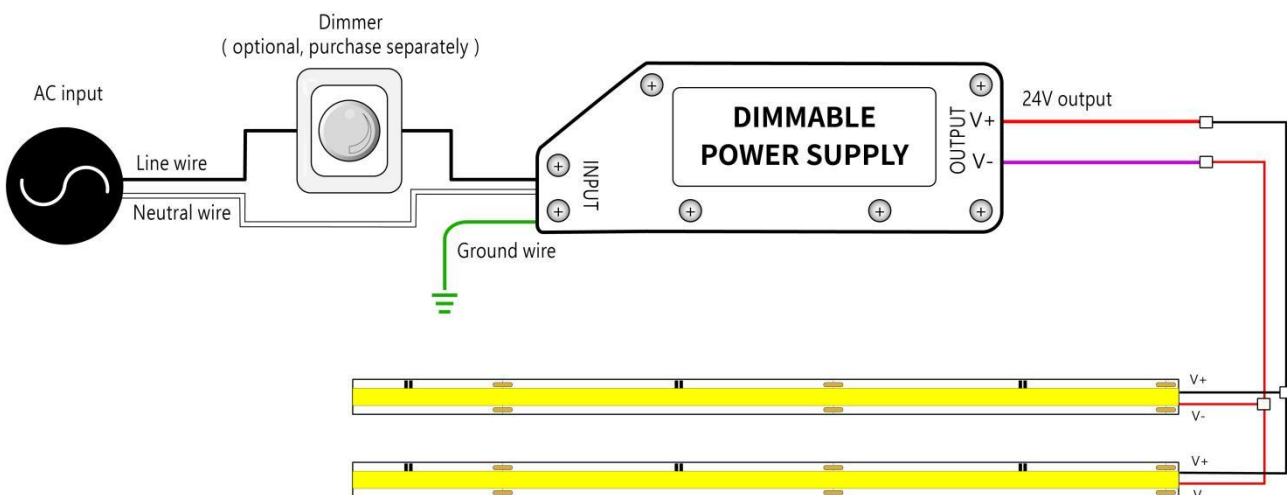 Dimmer
( optional, purchase separately )
AC input
Line wire
Neutral wire
Ground wire
INPUT
DIMMABLE
POWER SUPPLY
OUTPUT
V+
V-
24V output
V+
V-
V+